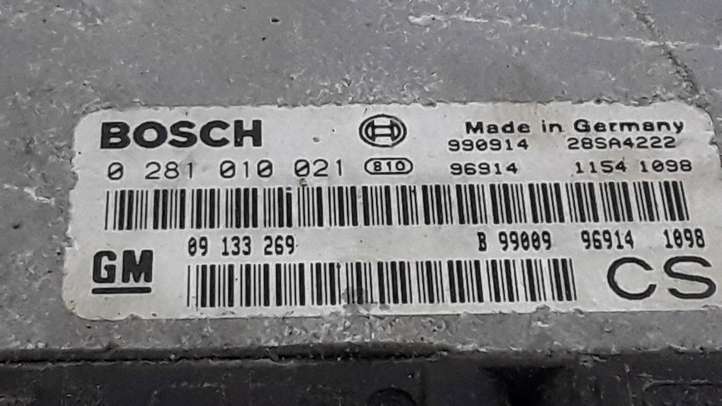 BOSCH Made in Germany
990914 28SA4222
0 281 010 021 810 96914 1154 1098
09 133 269 B 99009 96914 1098
GM CS